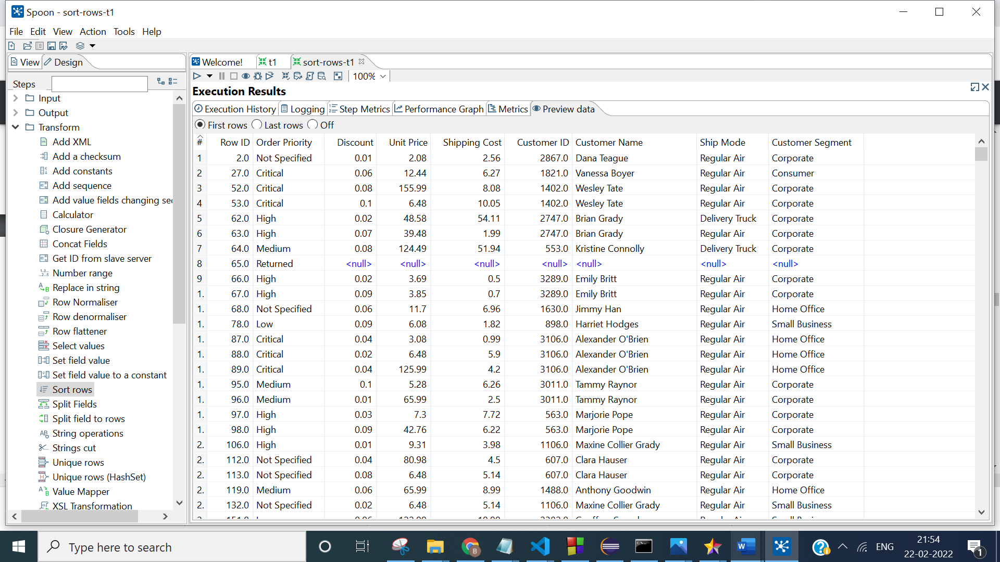 Spoon - sort-rows-t1
File Edit View Action Tools Help
View Design
Welcome! t1 sort-rows-t1
100%
Steps
Input
Output
Transform
Add XML
Add a checksum
Add constants
Add sequence
Add value fields changing se
Calculator
Closure Generator
Concat Fields
Get ID from slave server
Number range
Replace in string
Row Normaliser
Row denormaliser
Row flattener
Select values
Set field value
Set field value to a constant
Sort rows
Split Fields
Split field to rows
String operations
Strings cut
Unique rows
Unique rows (HashSet)
Value Mapper
XSL Transformation
Execution Results
Execution History Logging Step Metrics Performance Graph Metrics Preview data
First rows Last rows Off
# Row ID Order Priority Discount Unit Price Shipping Cost Customer ID Customer Name Ship Mode Customer Segment
1 2.0 Not Specified 0.01 2.08 2.56 2867.0 Dana Teague Regular Air Corporate
2 27.0 Critical 0.06 12.44 6.27 1821.0 Vanessa Boyer Regular Air Consumer
3 52.0 Critical 0.08 155.99 8.08 1402.0 Wesley Tate Regular Air Corporate
4 53.0 Critical 0.1 6.48 10.05 1402.0 Wesley Tate Regular Air Corporate
5 62.0 High 0.02 48.58 54.11 2747.0 Brian Grady Delivery Truck Corporate
6 63.0 High 0.07 39.48 1.99 2747.0 Brian Grady Regular Air Corporate
7 64.0 Medium 0.08 124.49 51.94 553.0 Kristine Connolly Delivery Truck Corporate
8 65.0 Returned <null> <null> <null> <null> <null> <null> <null>
9 66.0 High 0.02 3.69 0.5 3289.0 Emily Britt Regular Air Corporate
1. 67.0 High 0.09 3.85 0.7 3289.0 Emily Britt Regular Air Corporate
1. 68.0 Not Specified 0.06 11.7 6.96 1630.0 Jimmy Han Regular Air Home Office
1. 78.0 Low 0.09 6.08 1.82 898.0 Harriet Hodges Regular Air Small Business
1. 87.0 Critical 0.04 3.08 0.99 3106.0 Alexander O'Brien Regular Air Home Office
1. 88.0 Critical 0.02 6.48 5.9 3106.0 Alexander O'Brien Regular Air Home Office
1. 89.0 Critical 0.04 125.99 4.2 3106.0 Alexander O'Brien Regular Air Home Office
1. 95.0 Medium 0.1 5.28 6.26 3011.0 Tammy Raynor Regular Air Corporate
1. 96.0 Medium 0.01 65.99 2.5 3011.0 Tammy Raynor Regular Air Corporate
1. 97.0 High 0.03 7.3 7.72 563.0 Marjorie Pope Regular Air Corporate
1. 98.0 High 0.09 42.76 6.22 563.0 Marjorie Pope Regular Air Corporate
2. 106.0 High 0.01 9.31 3.98 1106.0 Maxine Collier Grady Regular Air Small Business
2. 112.0 Not Specified 0.04 80.98 4.5 607.0 Clara Hauser Regular Air Corporate
2. 113.0 Not Specified 0.08 6.48 5.14 607.0 Clara Hauser Regular Air Corporate
2. 119.0 Medium 0.06 65.99 8.99 1488.0 Anthony Goodwin Regular Air Home Office
2. 132.0 Not Specified 0.02 6.48 5.14 1106.0 Maxine Collier Grady Regular Air Small Business
Type here to search
ENG
21:54
22-02-2022
1